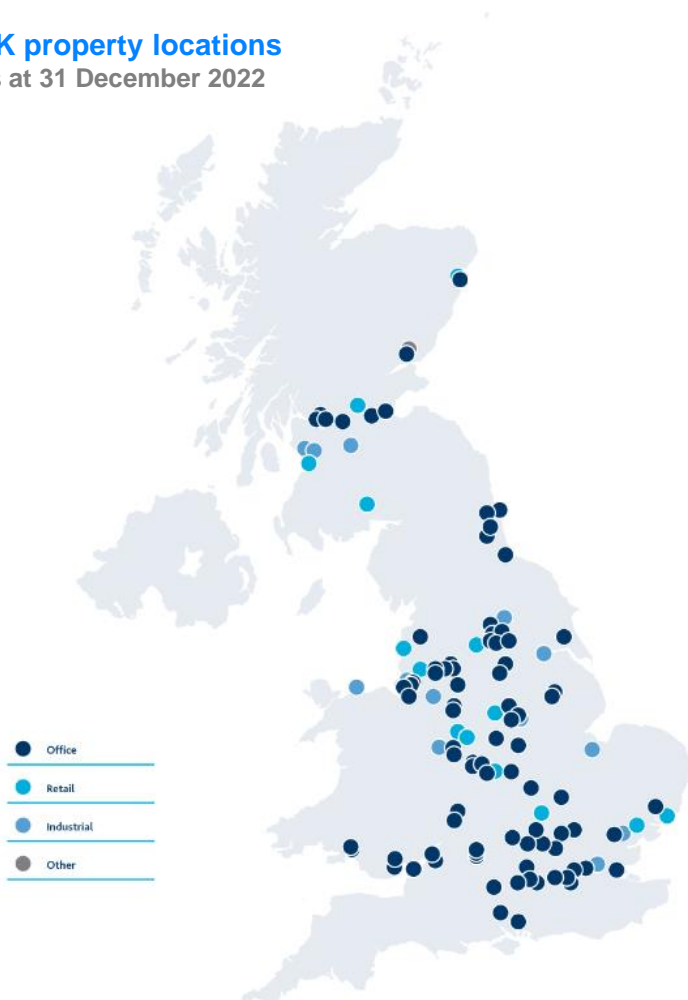 K property locations
s at 31 December 2022
Office
Retail
Industrial
Other